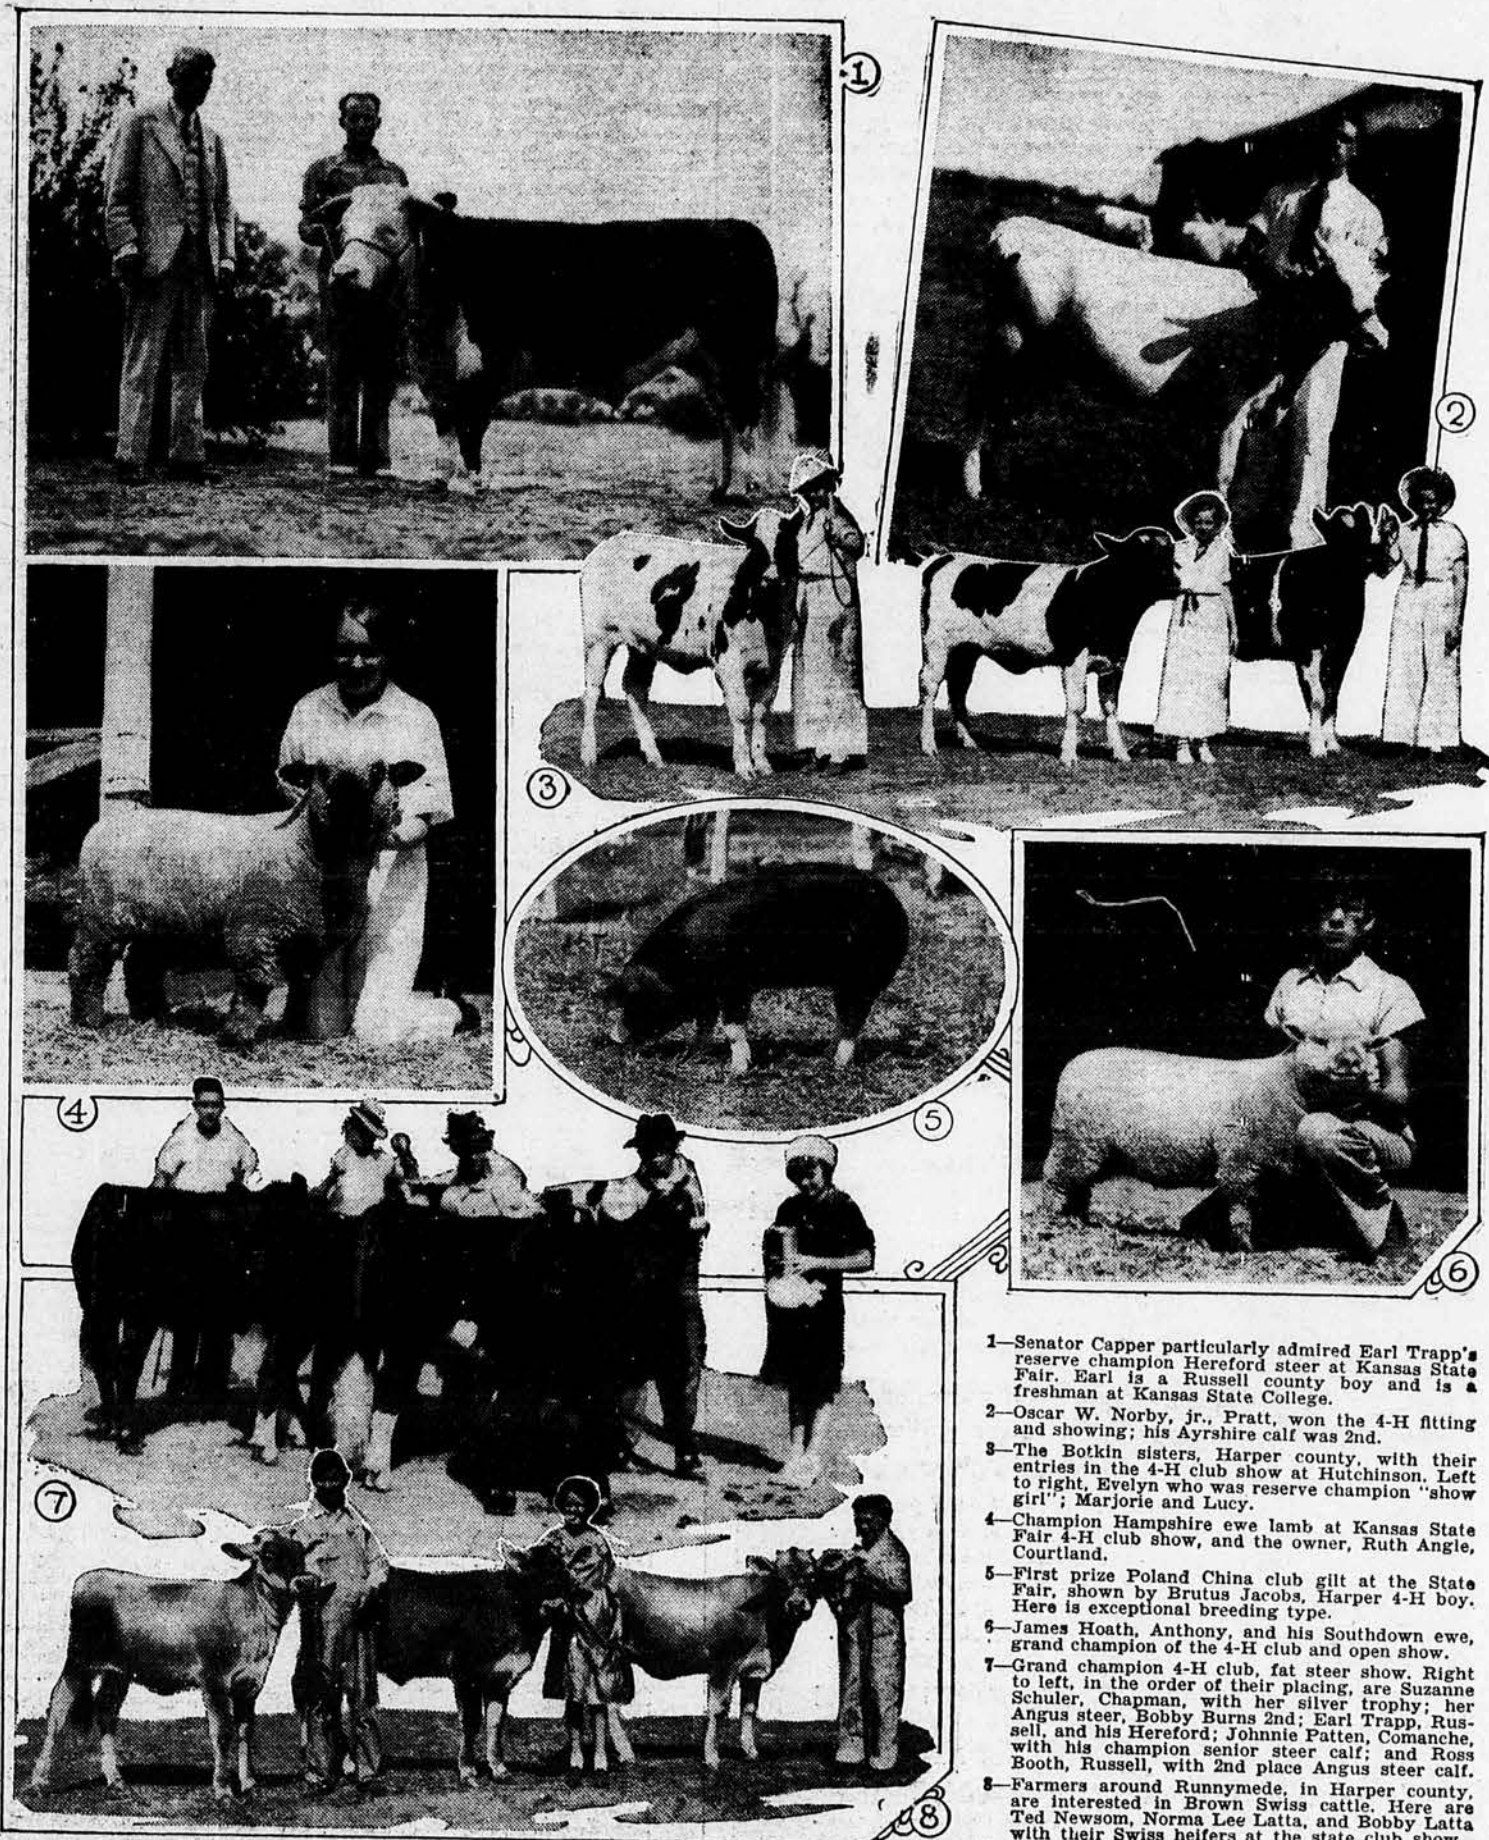 1
2
3
4
5
6
7
8
1—Senator Capper particularly admired Earl Trapp's
reserve champion Hereford steer at Kansas State
Fair. Earl is a Russell county boy and is a
freshman at Kansas State College.
2—Oscar W. Norby, jr., Pratt, won the 4-H fitting
and showing; his Ayrshire calf was 2nd.
3—The Botkin sisters, Harper county, with their
entries in the 4-H club show at Hutchinson. Left
to right, Evelyn who was reserve champion "show
girl"; Marjorie and Lucy.
4—Champion Hampshire ewe lamb at Kansas State
Fair 4-H club show, and the owner, Ruth Angle,
Courtland.
5—First prize Poland China club gilt at the State
Fair, shown by Brutus Jacobs, Harper 4-H boy.
Here is exceptional breeding type.
6—James Hoath, Anthony, and his Southdown ewe,
grand champion of the 4-H club and open show.
7—Grand champion 4-H club, fat steer show. Right
to left, in the order of their placing, are Suzanne
Schuler, Chapman, with her silver trophy; her
Angus steer, Bobby Burns 2nd; Earl Trapp, Rus-
sell, and his Hereford; Johnnie Patten, Comanche,
with his champion senior steer calf; and Ross
Booth, Russell, with 2nd place Angus steer calf.
8—Farmers around Runnymede, in Harper county,
are interested in Brown Swiss cattle. Here are
Ted Newsom, Norma Lee Latta, and Bobby Latta
with their Swiss heifers at the state club show.